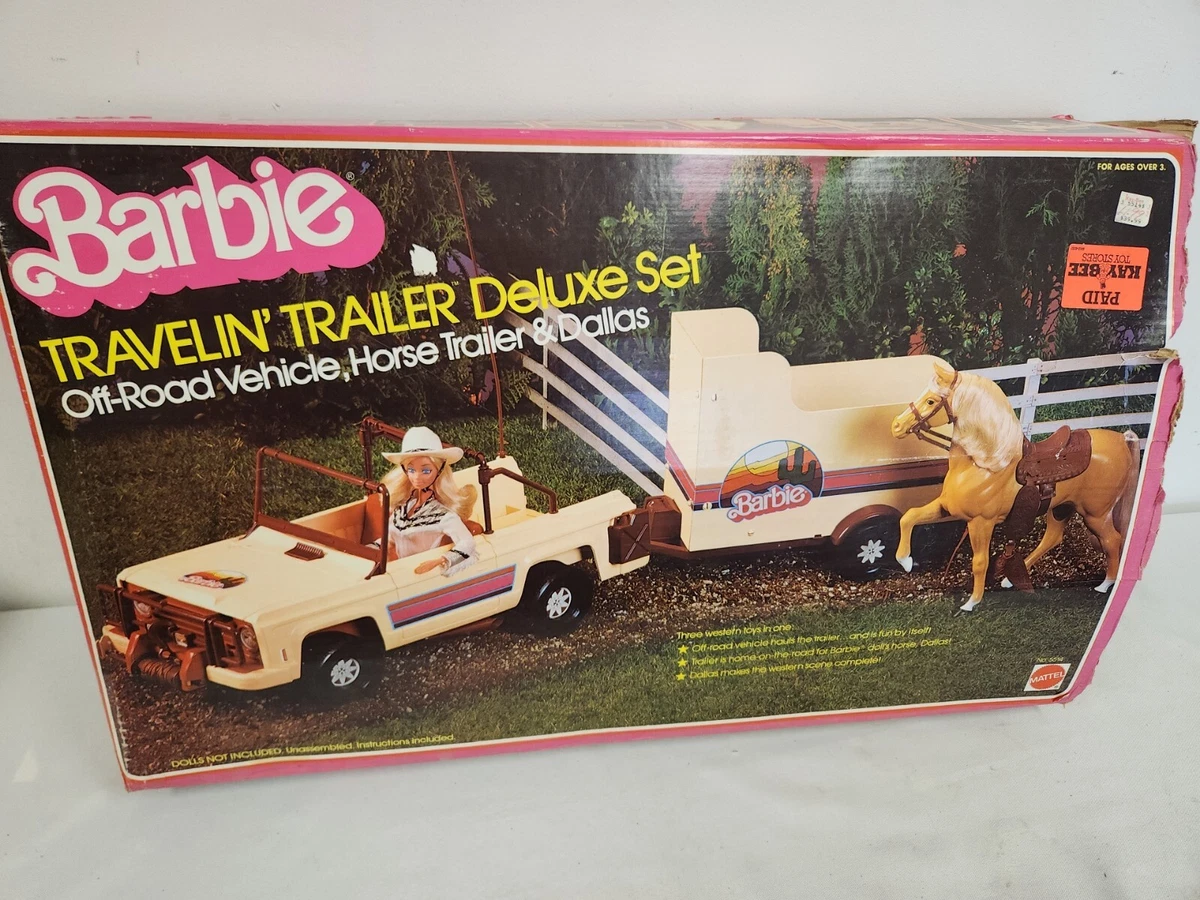 Barbie®
TRAVELIN' TRAILER™ Deluxe Set
Off-Road Vehicle, Horse Trailer & Dallas
FOR AGES OVER 3.
PAID
KAY-BEE
TOY STORES
Barbie
Three western toys in one:
★ Off-road vehicle hauls the trailer... and is fun by itself!
★ Trailer is home-on-the-road for Barbie™ doll's horse, Dallas!
★ Dallas makes the western scene complete!
MATTEL
DOLLS NOT INCLUDED. Unassembled. Instructions included.